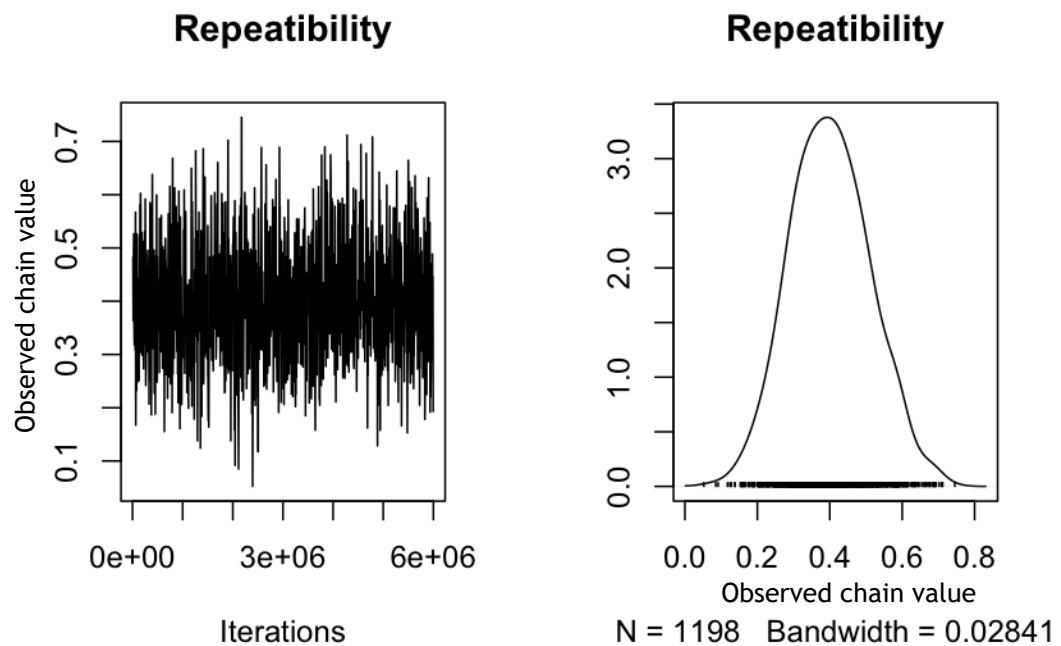 Repeatibility
Observed chain value
0.7
0.5
0.3
0.1
0e+00 3e+06 6e+06
Iterations
Repeatibility
3.0
2.0
1.0
0.0
0.0 0.2 0.4 0.6 0.8
Observed chain value
N = 1198 Bandwidth = 0.02841